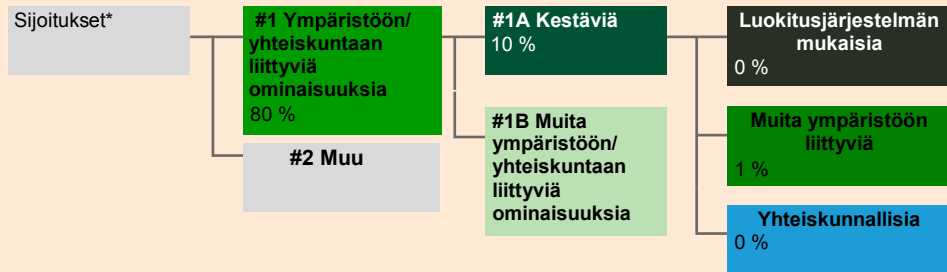 Sijoitukset*
#1 Ympäristöön/
yhteiskuntaan
liittyviä
ominaisuuksia
80 %
#2 Muu
#1A Kestäviä
10 %
#1B Muita
ympäristöön/
yhteiskuntaan
liittyviä
ominaisuuksia
Luokitusjärjestelmän
mukaisia
0 %
Muita ympäristöön
liittyviä
1 %
Yhteiskunnallisia
0 %